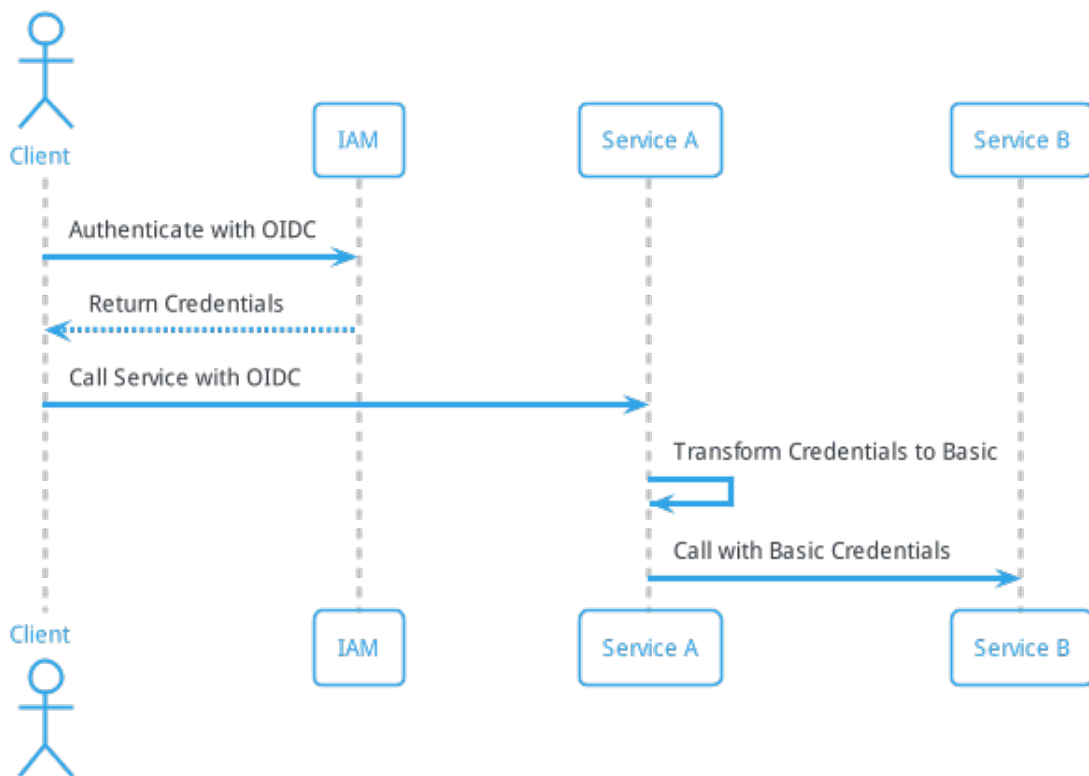 Client
IAM
Service A
Service B
Authenticate with OIDC
Return Credentials
Call Service with OIDC
Transform Credentials to Basic
Call with Basic Credentials
Client
IAM
Service A
Service B